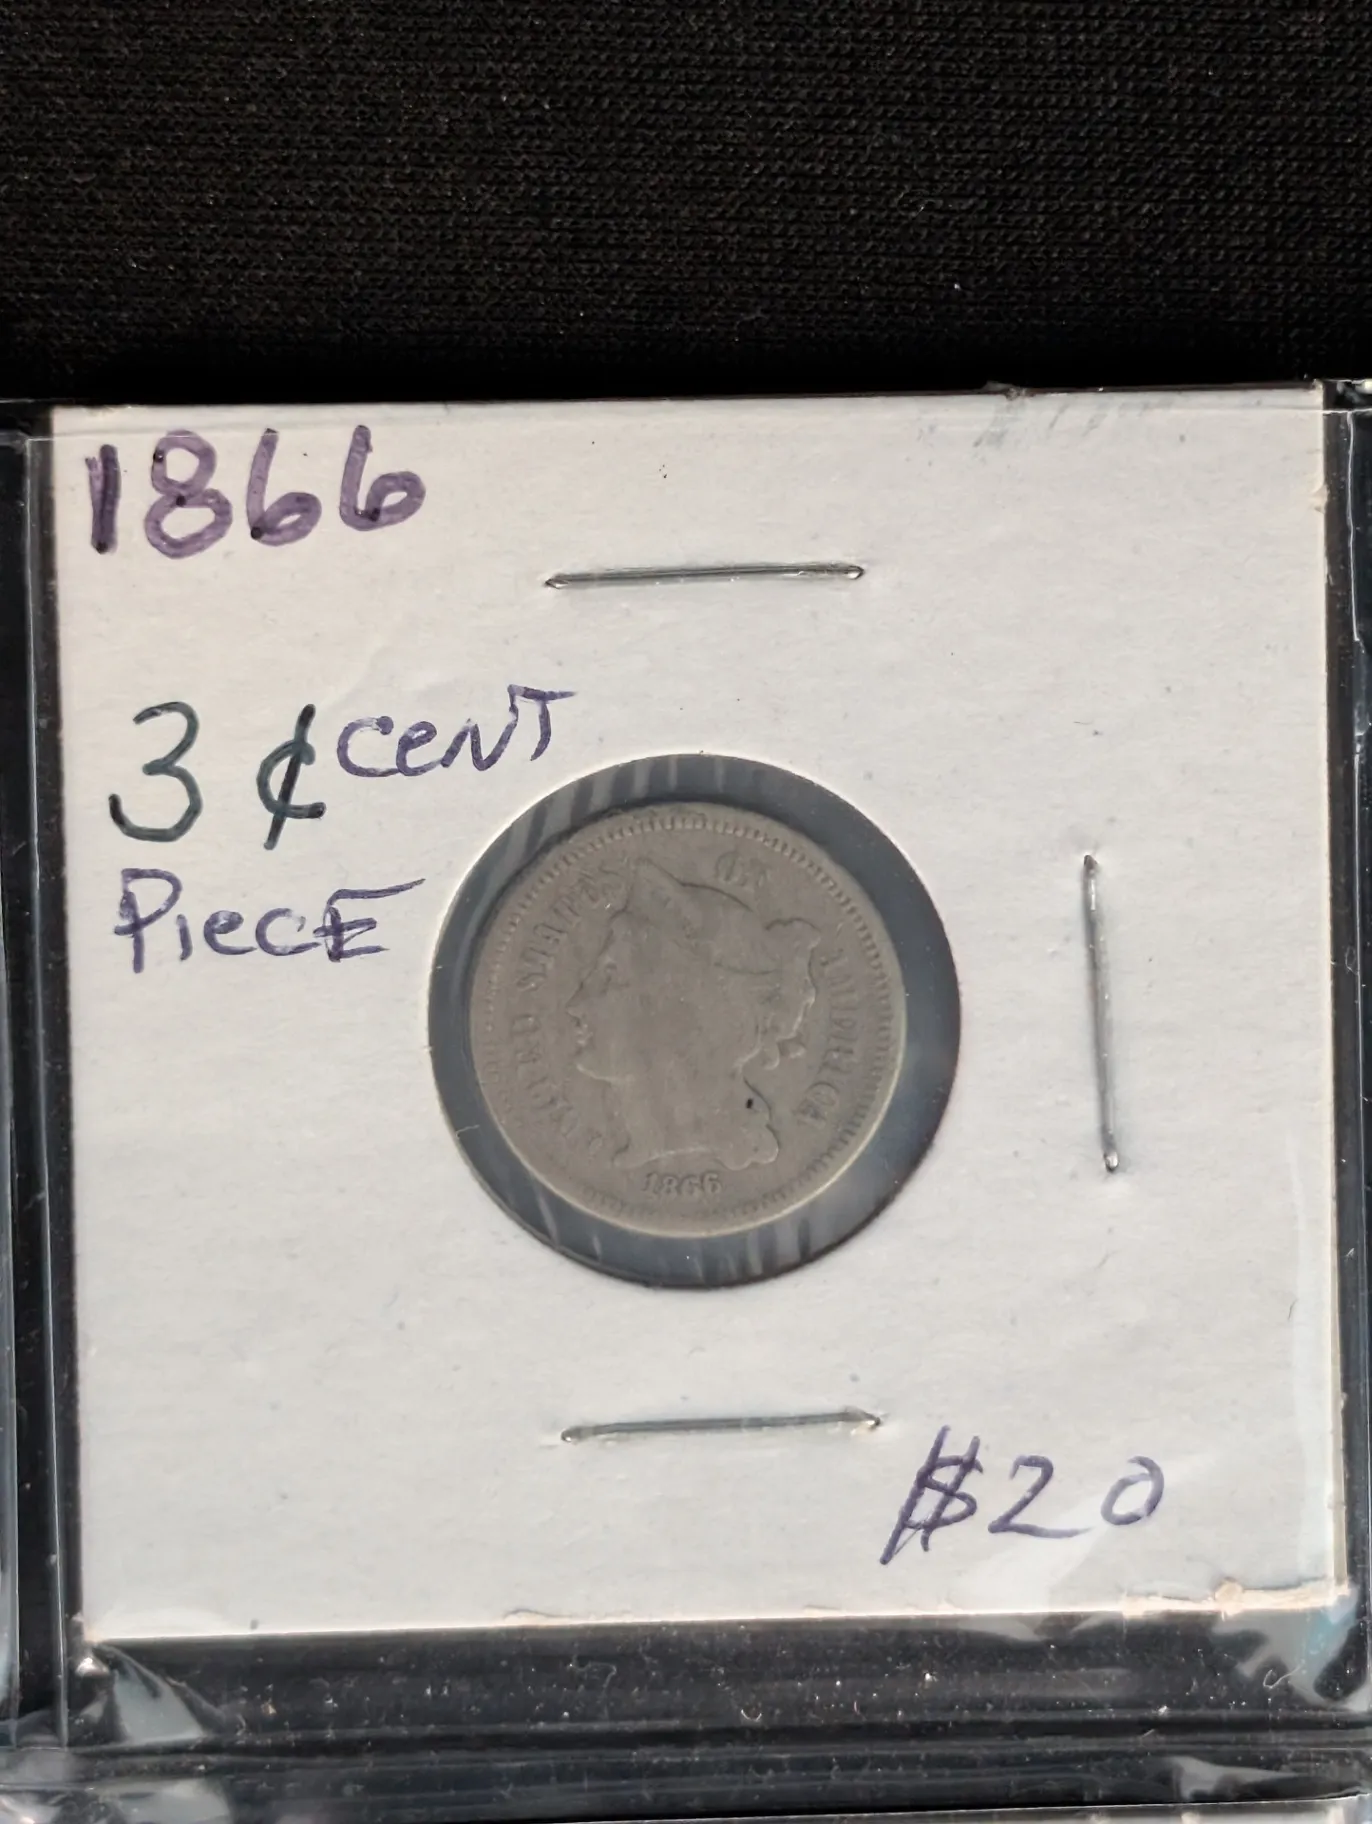 1866
3 ¢ CENT
PIECE
UNITED STATES OF AMERICA
1866
$20